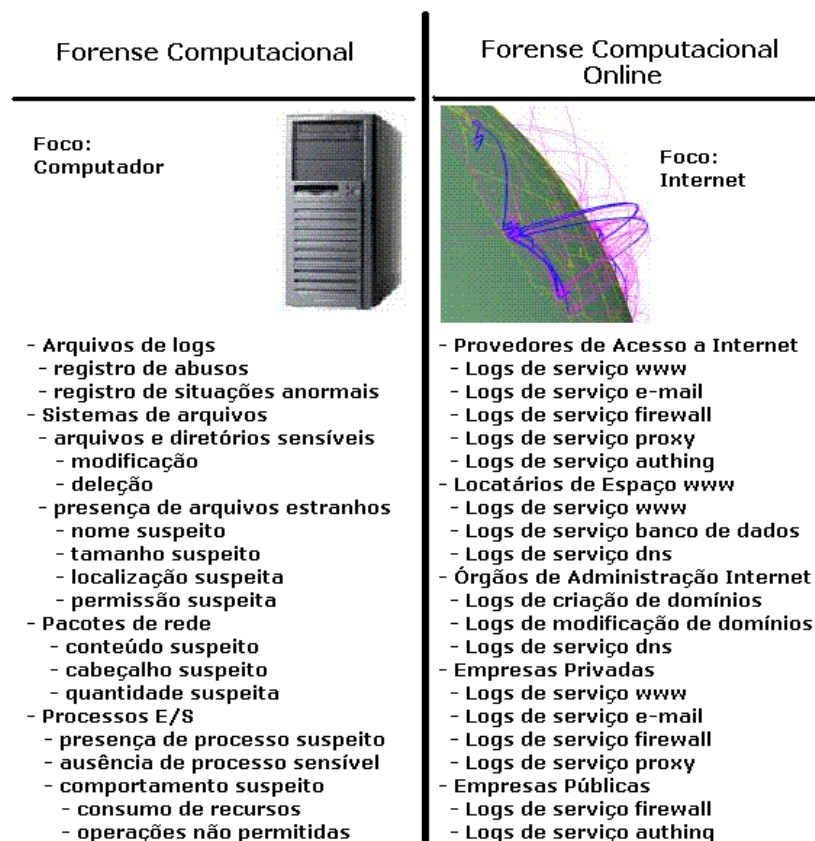 Forense Computacional
Foco:
Computador
- Arquivos de logs
- registro de abusos
- registro de situações anormais
- Sistemas de arquivos
- arquivos e diretórios sensíveis
- modificação
- deleção
- presença de arquivos estranhos
- nome suspeito
- tamanho suspeito
- localização suspeita
- permissão suspeita
- Pacotes de rede
- conteúdo suspeito
- cabeçalho suspeito
- quantidade suspeita
- Processos E/S
- presença de processo suspeito
- ausência de processo sensível
- comportamento suspeito
- consumo de recursos
- operações não permitidas
Forense Computacional
Online
Foco:
Internet
- Provedores de Acesso a Internet
- Logs de serviço www
- Logs de serviço e-mail
- Logs de serviço firewall
- Logs de serviço proxy
- Logs de serviço authing
- Locatários de Espaço www
- Logs de serviço www
- Logs de serviço banco de dados
- Logs de serviço dns
- Órgãos de Administração Internet
- Logs de criação de domínios
- Logs de modificação de domínios
- Logs de serviço dns
- Empresas Privadas
- Logs de serviço www
- Logs de serviço e-mail
- Logs de serviço firewall
- Logs de serviço proxy
- Empresas Públicas
- Logs de serviço firewall
- Logs de serviço authing